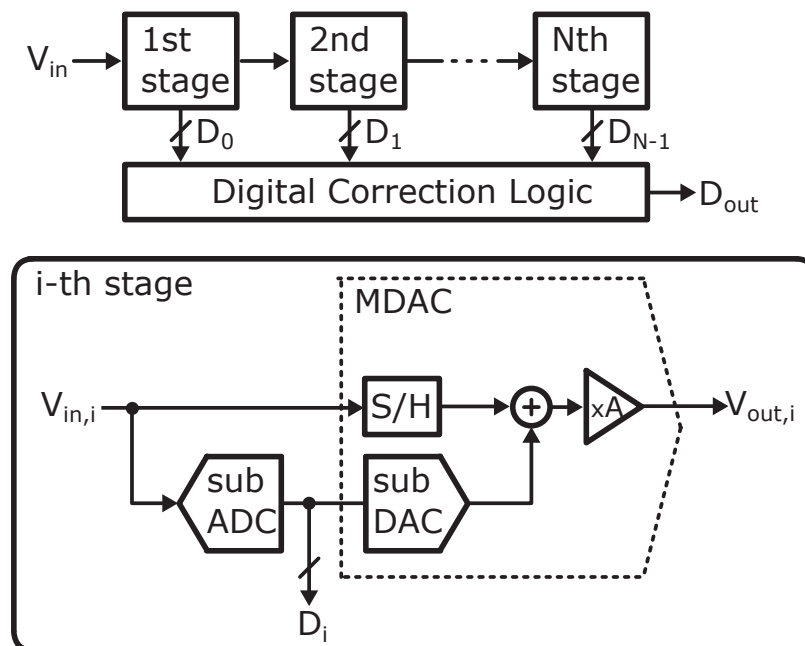 V_in
1st stage
2nd stage
Nth stage
D_0
D_1
D_N-1
Digital Correction Logic
D_out
i-th stage
MDAC
V_in,i
S/H
+
xA
V_out,i
sub ADC
sub DAC
D_i